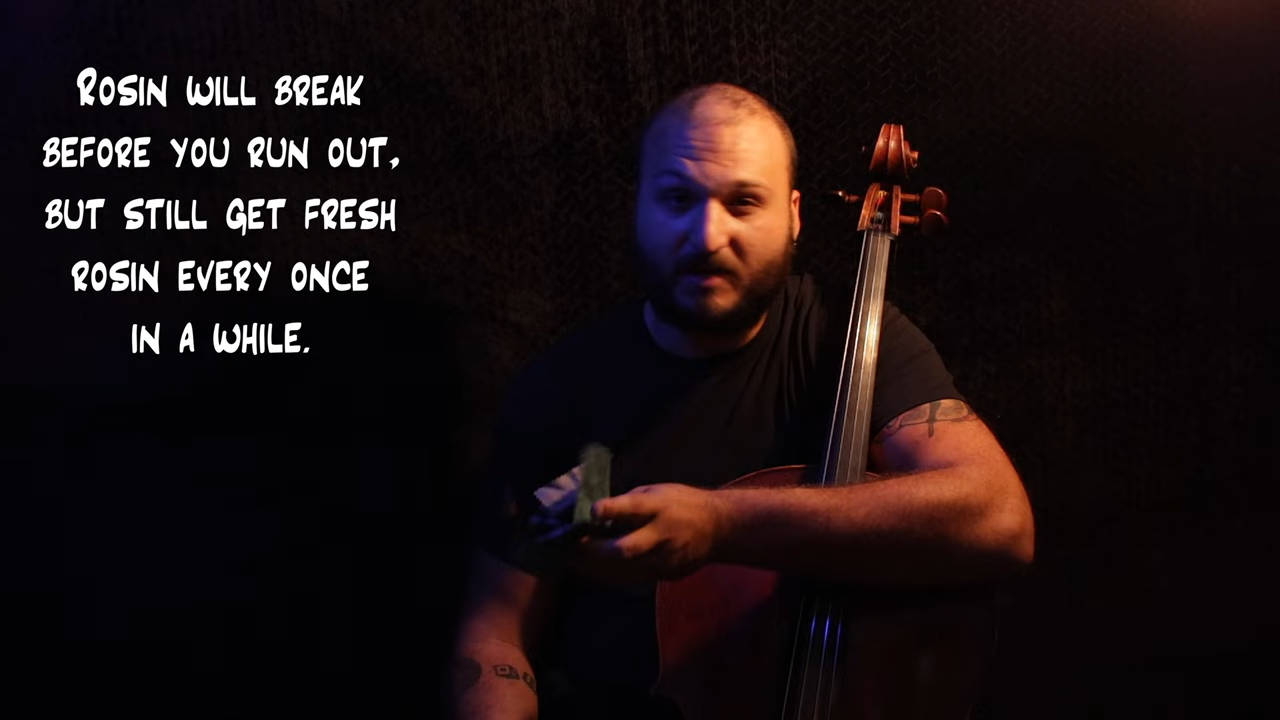 Rosin will break
before you run out,
but still get fresh
rosin every once
in a while.